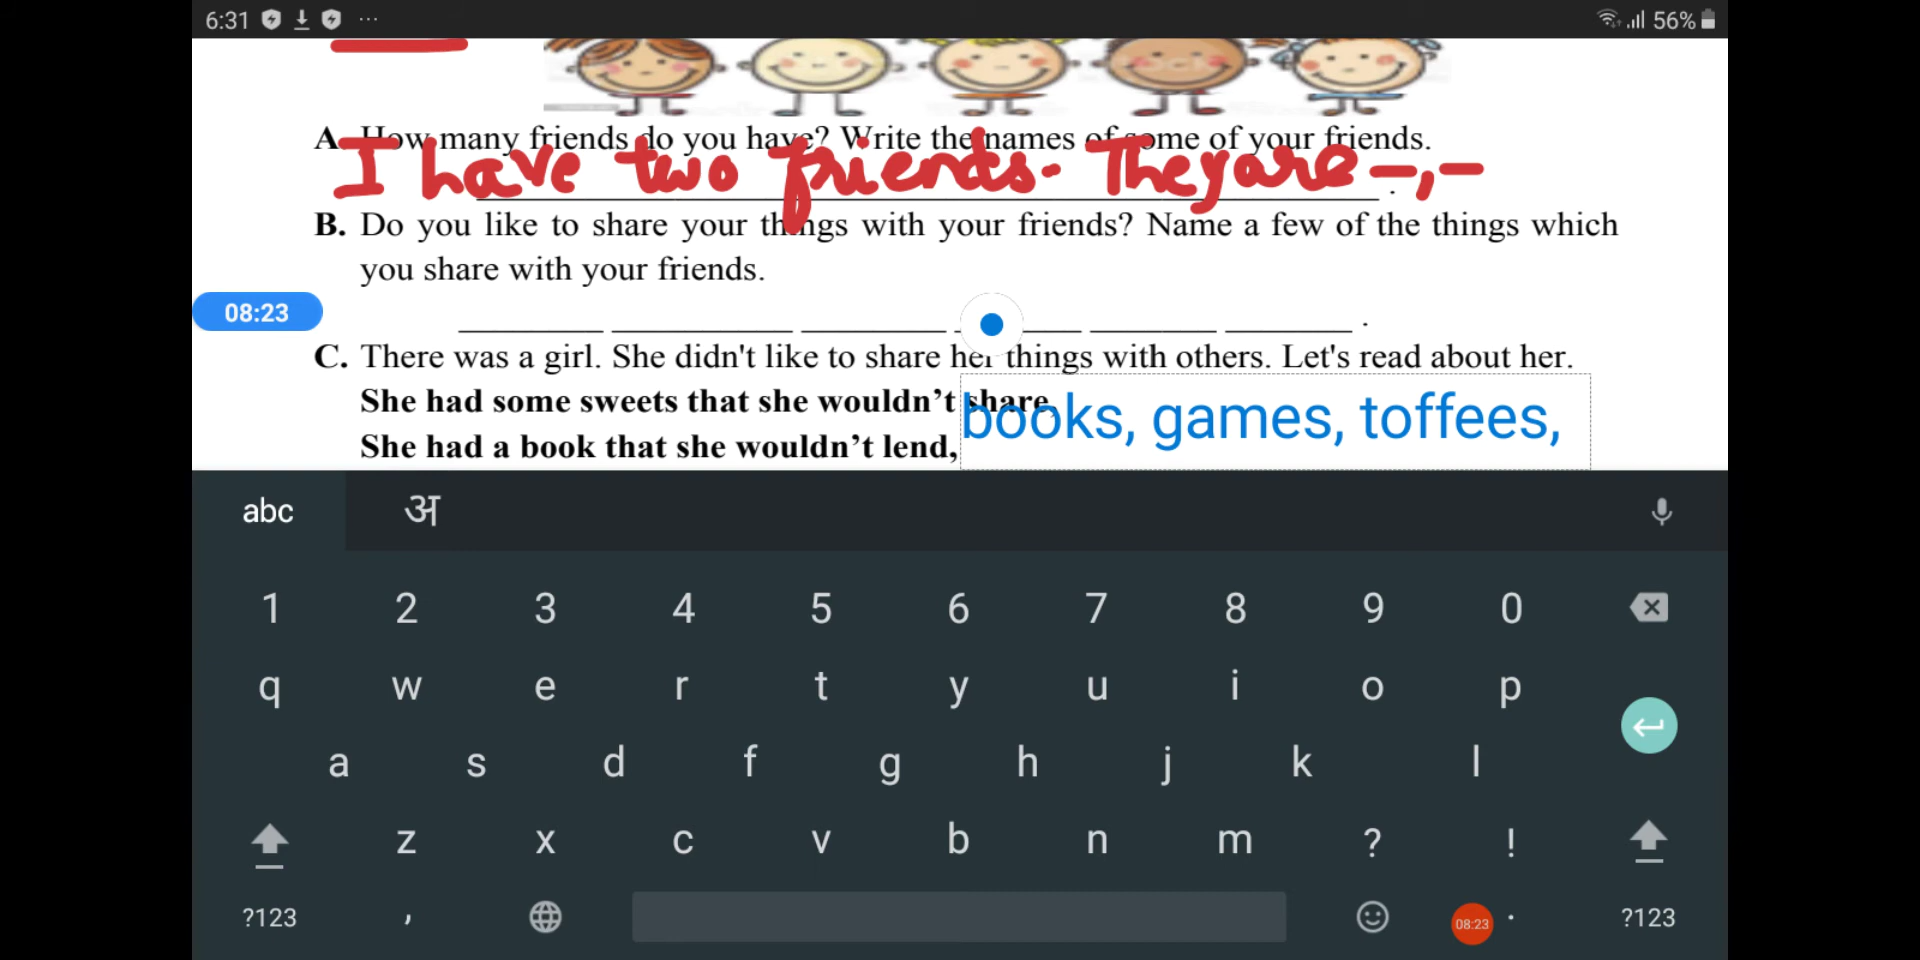 6:31 ... 56%
A. How many friends do you have? Write the names of some of your friends.
I have two friends. They are –, –
B. Do you like to share your things with your friends? Name a few of the things which
you share with your friends.
08:23
C. There was a girl. She didn't like to share her things with others. Let's read about her.
She had some sweets that she wouldn't share,
books, games, toffees,
She had a book that she wouldn't lend,
abc अ
1 2 3 4 5 6 7 8 9 0
q w e r t y u i o p
a s d f g h j k l
z x c v b n m ? !
?123 , 08:23 . ?123